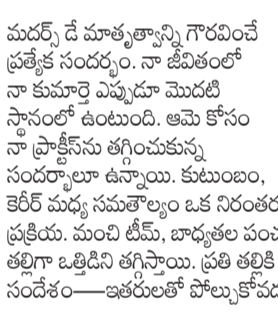 మదర్స్ డే మాతృత్వాన్ని గౌరవించే
ప్రత్యేక సందర్భం. నా జీవితంలో
నా కుమార్తె ఎప్పుడూ మొదటి
స్థానంలో ఉంటుంది. ఆమె కోసం
నా ప్రాక్టీస్‌ను తగ్గించుకున్న
సందర్భాలూ ఉన్నాయి. కుటుంబం,
కెరీర్ మధ్య సమతౌల్యం ఒక నిరంతర
ప్రక్రియ. మంచి టీమ్, బాధ్యతల పంచ
తల్లిగా ఒత్తిడిని తగ్గిస్తాయి. ప్రతి తల్లికి
సందేశం—ఇతరులతో పోల్చుకోవడ